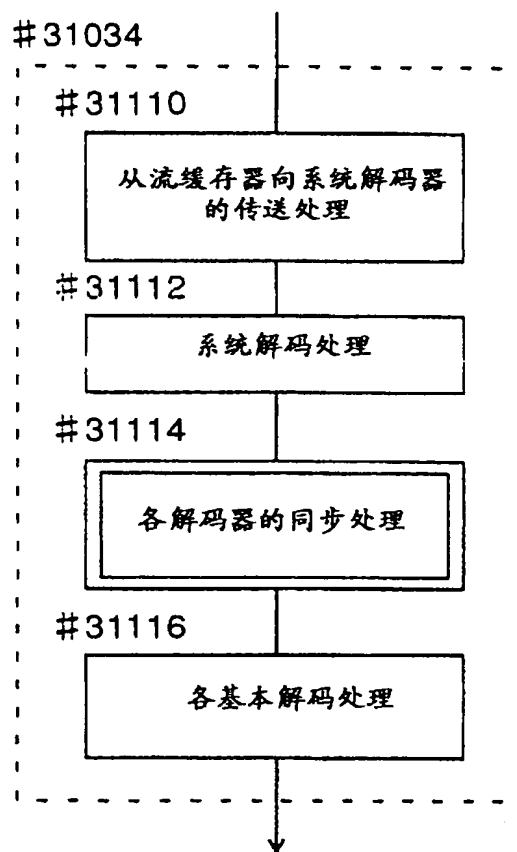 #31034
#31110
从流缓存器向系统解码器
的传送处理
#31112
系统解码处理
#31114
各解码器的同步处理
#31116
各基本解码处理